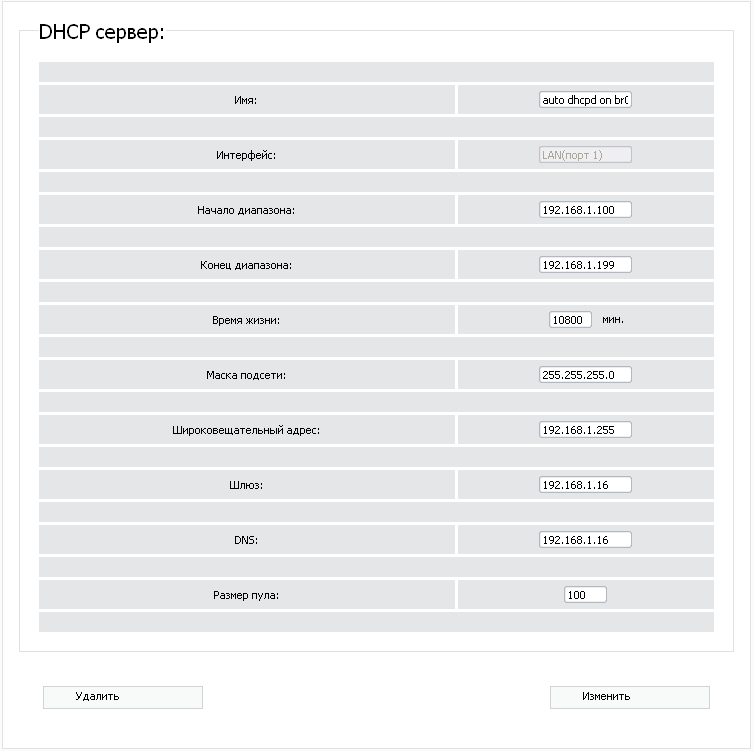 DHCP сервер:
Имя: auto dhcpd on br0
Интерфейс: LAN(порт 1)
Начало диапазона: 192.168.1.100
Конец диапазона: 192.168.1.199
Время жизни: 10800 мин.
Маска подсети: 255.255.255.0
Широковещательный адрес: 192.168.1.255
Шлюз: 192.168.1.16
DNS: 192.168.1.16
Размер пула: 100
Удалить Изменить